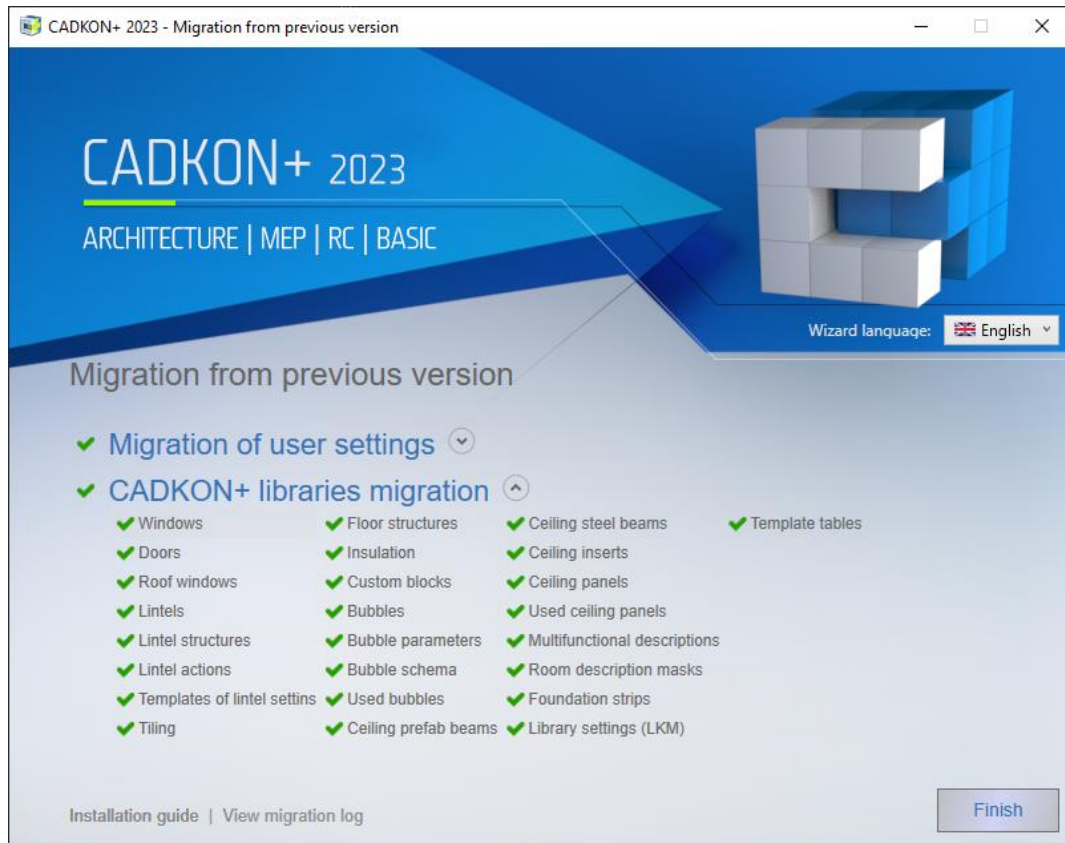 CADKON+ 2023 - Migration from previous version
CADKON+ 2023
ARCHITECTURE | MEP | RC | BASIC
Wizard language: English
Migration from previous version
Migration of user settings
CADKON+ libraries migration
Windows
Doors
Roof windows
Lintels
Lintel structures
Lintel actions
Templates of lintel settins
Tiling
Floor structures
Insulation
Custom blocks
Bubbles
Bubble parameters
Bubble schema
Used bubbles
Ceiling prefab beams
Ceiling steel beams
Ceiling inserts
Ceiling panels
Used ceiling panels
Multifunctional descriptions
Room description masks
Foundation strips
Library settings (LKM)
Template tables
Installation guide | View migration log
Finish